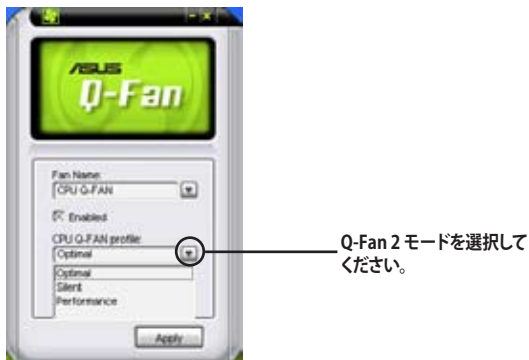 ASUS
Q-Fan
Fan Name:
CPU Q-FAN
Enabled
CPU Q-FAN profile:
Optimal
Optimal
Silent
Performance
Apply
Q-Fan 2 モードを選択して
ください。